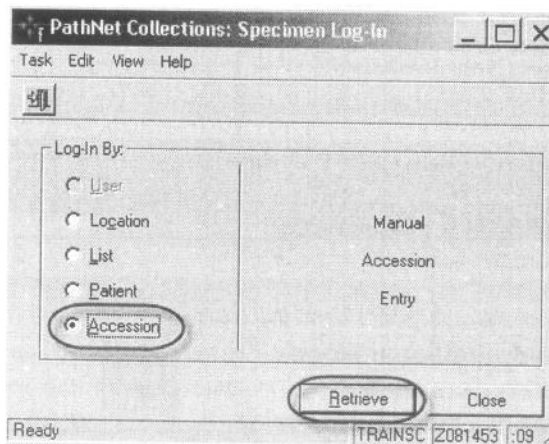 PathNet Collections: Specimen Log-In
Task Edit View Help
Log-In By:
User
Location
List
Patient
Accession
Manual
Accession
Entry
Retrieve Close
Ready TRAINSC Z081453 :09